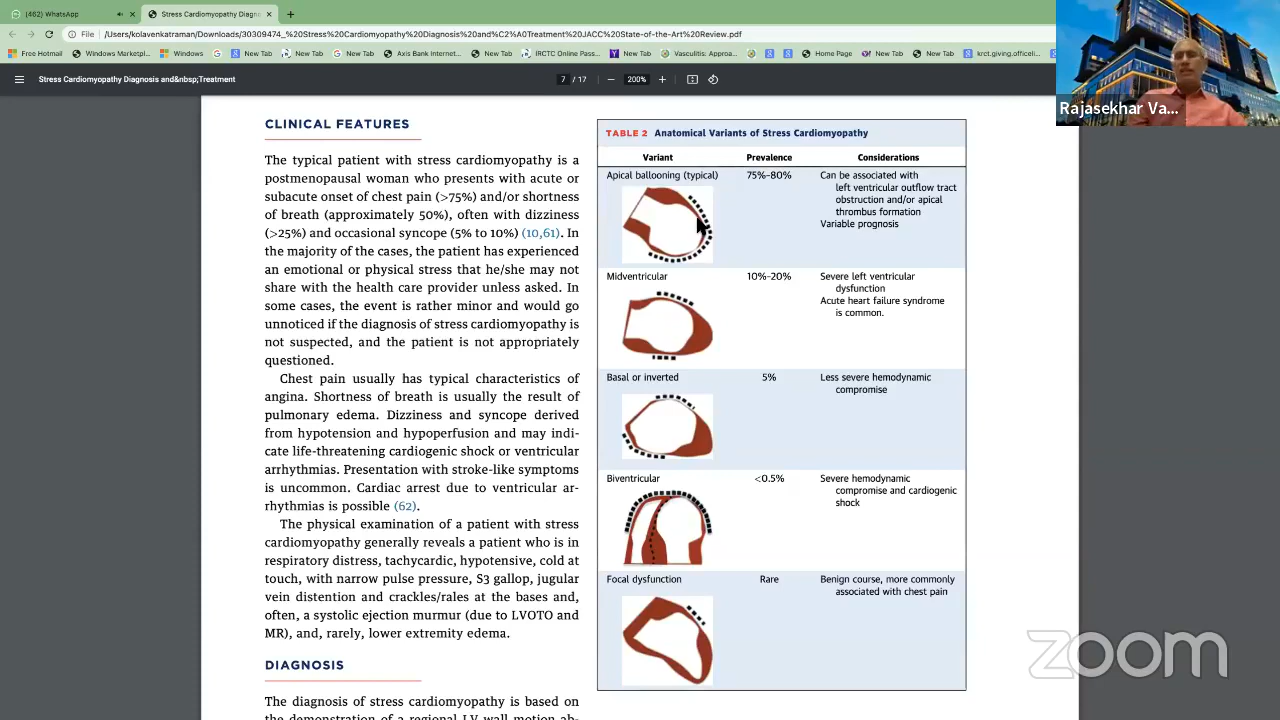 (462) WhatsApp
Stress Cardiomyopathy Diagno
File
/Users/kolavenkatraman/Downloads/30309474_%20Stress%20Cardiomyopathy%20Diagnosis%20and%C2%A0Treatment%20JACC%20State-of-the-Art%20Review.pdf
Free Hotmail
Windows Marketpl...
Windows
New Tab
New Tab
New Tab
Axis Bank Internet...
New Tab
IRCTC Online Pass...
New Tab
Vasculitis: Approa...
Home Page
New Tab
New Tab
krct.giving.officeli...
Stress Cardiomyopathy Diagnosis and&nbsp;Treatment
7 / 17
200%
Rajasekhar Va...
CLINICAL FEATURES
The typical patient with stress cardiomyopathy is a
postmenopausal woman who presents with acute or
subacute onset of chest pain (>75%) and/or shortness
of breath (approximately 50%), often with dizziness
(>25%) and occasional syncope (5% to 10%) (10,61). In
the majority of the cases, the patient has experienced
an emotional or physical stress that he/she may not
share with the health care provider unless asked. In
some cases, the event is rather minor and would go
unnoticed if the diagnosis of stress cardiomyopathy is
not suspected, and the patient is not appropriately
questioned.
Chest pain usually has typical characteristics of
angina. Shortness of breath is usually the result of
pulmonary edema. Dizziness and syncope derived
from hypotension and hypoperfusion and may indi-
cate life-threatening cardiogenic shock or ventricular
arrhythmias. Presentation with stroke-like symptoms
is uncommon. Cardiac arrest due to ventricular ar-
rhythmias is possible (62).
The physical examination of a patient with stress
cardiomyopathy generally reveals a patient who is in
respiratory distress, tachycardic, hypotensive, cold at
touch, with narrow pulse pressure, S3 gallop, jugular
vein distention and crackles/rales at the bases and,
often, a systolic ejection murmur (due to LVOTO and
MR), and, rarely, lower extremity edema.
DIAGNOSIS
The diagnosis of stress cardiomyopathy is based on
the demonstration of a regional LV wall motion ab-
TABLE 2 Anatomical Variants of Stress Cardiomyopathy
Variant Prevalence Considerations
Apical ballooning (typical) 75%-80% Can be associated with
left ventricular outflow tract
obstruction and/or apical
thrombus formation
Variable prognosis
Midventricular 10%-20% Severe left ventricular
dysfunction
Acute heart failure syndrome
is common.
Basal or inverted 5% Less severe hemodynamic
compromise
Biventricular <0.5% Severe hemodynamic
compromise and cardiogenic
shock
Focal dysfunction Rare Benign course, more commonly
associated with chest pain
zoom